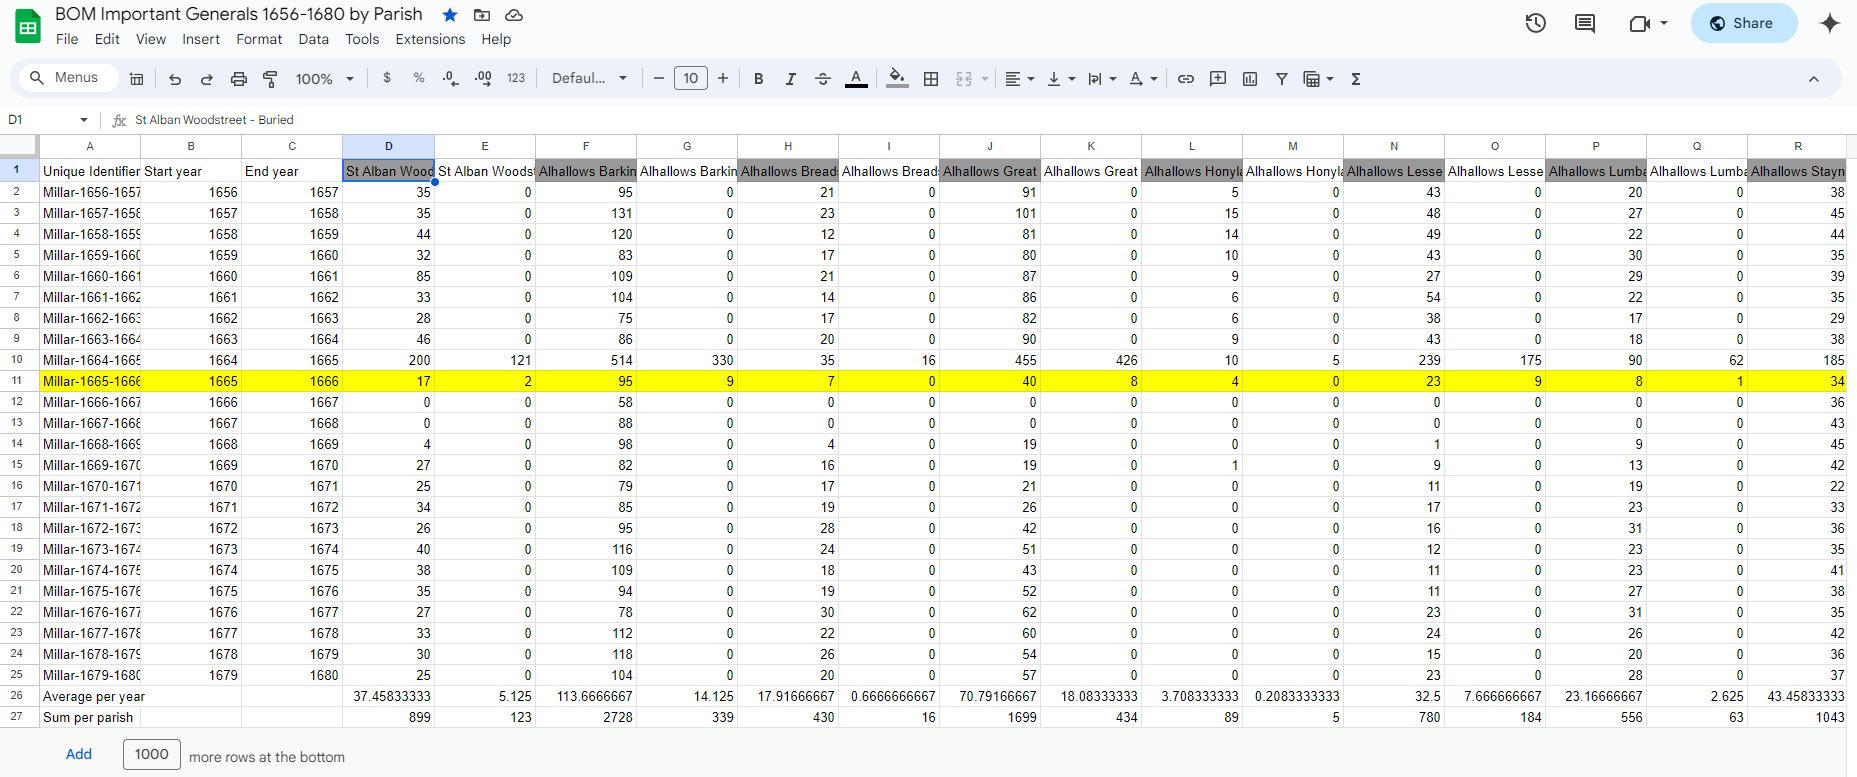 BOM Important Generals 1656-1680 by Parish
File Edit View Insert Format Data Tools Extensions Help
Share
Menus 100% $ % .0 .00 123 Defaul... − 10 + B I A
D1 fx St Alban Woodstreet - Buried
A B C D E F G H I J K L M N O P Q R
1 Unique Identifier Start year End year St Alban Wood St Alban Woodst Alhallows Barkin Alhallows Barkin Alhallows Bread Alhallows Bread Alhallows Great Alhallows Great Alhallows Honyla Alhallows Honyla Alhallows Lesse Alhallows Lesse Alhallows Lumba Alhallows Lumba Alhallows Stayn
2 Millar-1656-1657 1656 1657 35 0 95 0 21 0 91 0 5 0 43 0 20 0 38
3 Millar-1657-1658 1657 1658 35 0 131 0 23 0 101 0 15 0 48 0 27 0 45
4 Millar-1658-1659 1658 1659 44 0 120 0 12 0 81 0 14 0 49 0 22 0 44
5 Millar-1659-1660 1659 1660 32 0 83 0 17 0 80 0 10 0 43 0 30 0 35
6 Millar-1660-1661 1660 1661 85 0 109 0 21 0 87 0 9 0 27 0 29 0 39
7 Millar-1661-1662 1661 1662 33 0 104 0 14 0 86 0 6 0 54 0 22 0 35
8 Millar-1662-1663 1662 1663 28 0 75 0 17 0 82 0 6 0 38 0 17 0 29
9 Millar-1663-1664 1663 1664 46 0 86 0 20 0 90 0 9 0 43 0 18 0 38
10 Millar-1664-1665 1664 1665 200 121 514 330 35 16 455 426 10 5 239 175 90 62 185
11 Millar-1665-1666 1665 1666 17 2 95 9 7 0 40 8 4 0 23 9 8 1 34
12 Millar-1666-1667 1666 1667 0 0 58 0 0 0 0 0 0 0 0 0 0 0 36
13 Millar-1667-1668 1667 1668 0 0 88 0 0 0 0 0 0 0 0 0 0 0 43
14 Millar-1668-1669 1668 1669 4 0 98 0 4 0 19 0 0 0 1 0 9 0 45
15 Millar-1669-1670 1669 1670 27 0 82 0 16 0 19 0 1 0 9 0 13 0 42
16 Millar-1670-1671 1670 1671 25 0 79 0 17 0 21 0 0 0 11 0 19 0 22
17 Millar-1671-1672 1671 1672 34 0 85 0 19 0 26 0 0 0 17 0 23 0 33
18 Millar-1672-1673 1672 1673 26 0 95 0 28 0 42 0 0 0 16 0 31 0 36
19 Millar-1673-1674 1673 1674 40 0 116 0 24 0 51 0 0 0 12 0 23 0 35
20 Millar-1674-1675 1674 1675 38 0 109 0 18 0 43 0 0 0 11 0 23 0 41
21 Millar-1675-1676 1675 1676 35 0 94 0 19 0 52 0 0 0 11 0 27 0 38
22 Millar-1676-1677 1676 1677 27 0 78 0 30 0 62 0 0 0 23 0 31 0 35
23 Millar-1677-1678 1677 1678 33 0 112 0 22 0 60 0 0 0 24 0 26 0 42
24 Millar-1678-1679 1678 1679 30 0 118 0 26 0 54 0 0 0 15 0 20 0 36
25 Millar-1679-1680 1679 1680 25 0 104 0 20 0 57 0 0 0 23 0 28 0 37
26 Average per year 37.45833333 5.125 113.6666667 14.125 17.91666667 0.6666666667 70.79166667 18.08333333 3.708333333 0.2083333333 32.5 7.666666667 23.16666667 2.625 43.45833333
27 Sum per parish 899 123 2728 339 430 16 1699 434 89 5 780 184 556 63 1043
Add 1000 more rows at the bottom